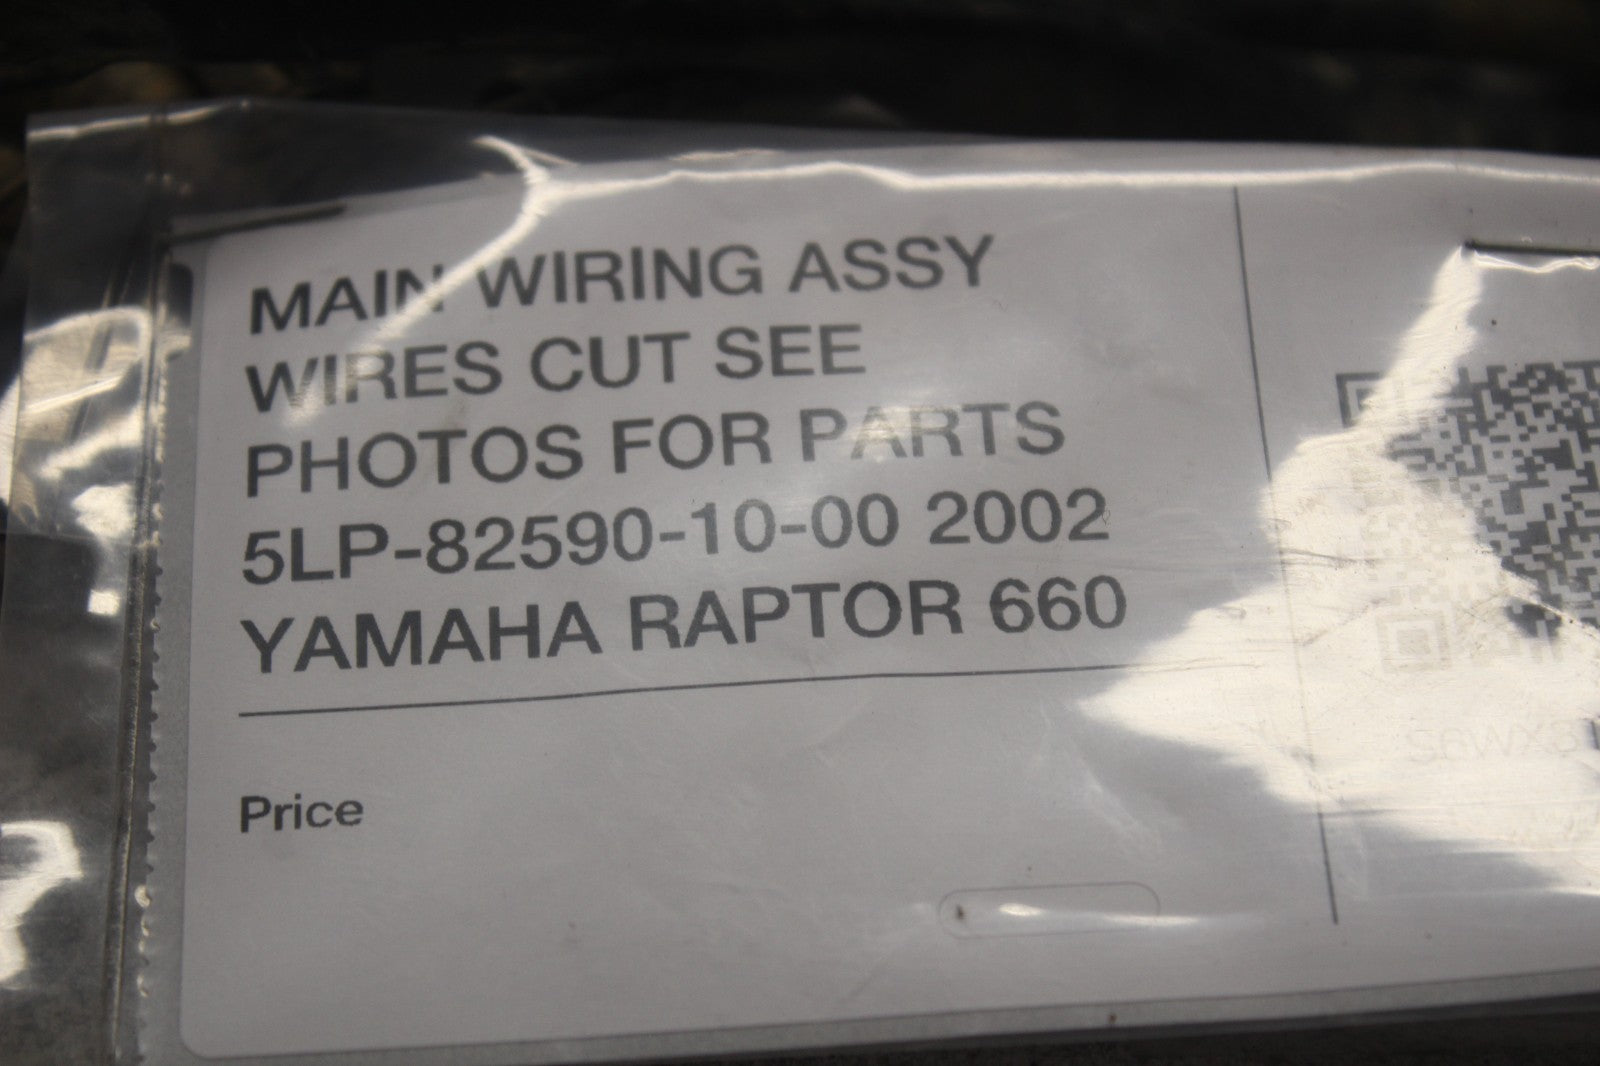 MAIN WIRING ASSY
WIRES CUT SEE
PHOTOS FOR PARTS
5LP-82590-10-00 2002
YAMAHA RAPTOR 660
Price